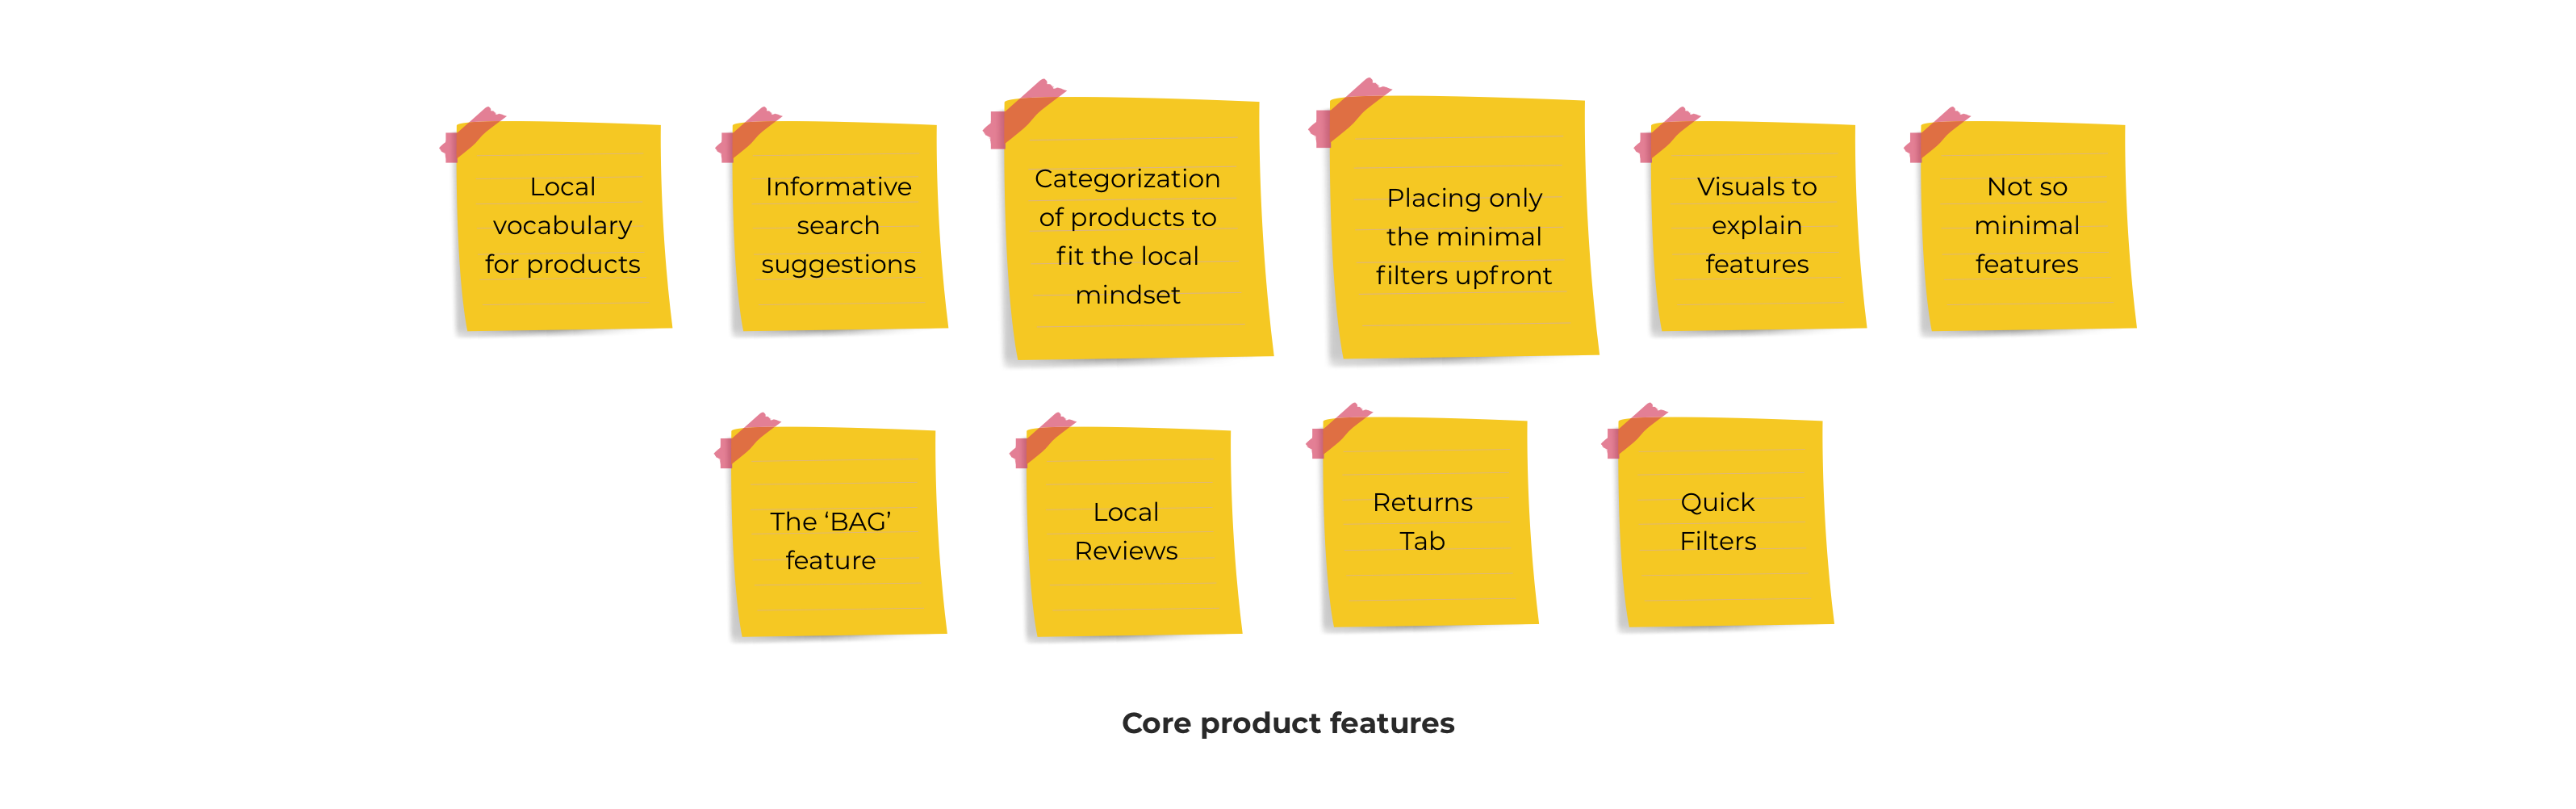 Local
vocabulary
for products
Informative
search
suggestions
Categorization
of products to
fit the local
mindset
Placing only
the minimal
filters upfront
Visuals to
explain
features
Not so
minimal
features
The ‘BAG’
feature
Local
Reviews
Returns
Tab
Quick
Filters
Core product features